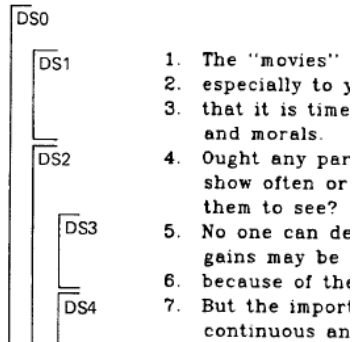 DS0
DS1
1. The "movies"
2. especially to y
3. that it is time
and morals.
DS2
4. Ought any par
show often or
them to see?
DS3
5. No one can de
gains may be
6. because of the
DS4
7. But the import
continuous an